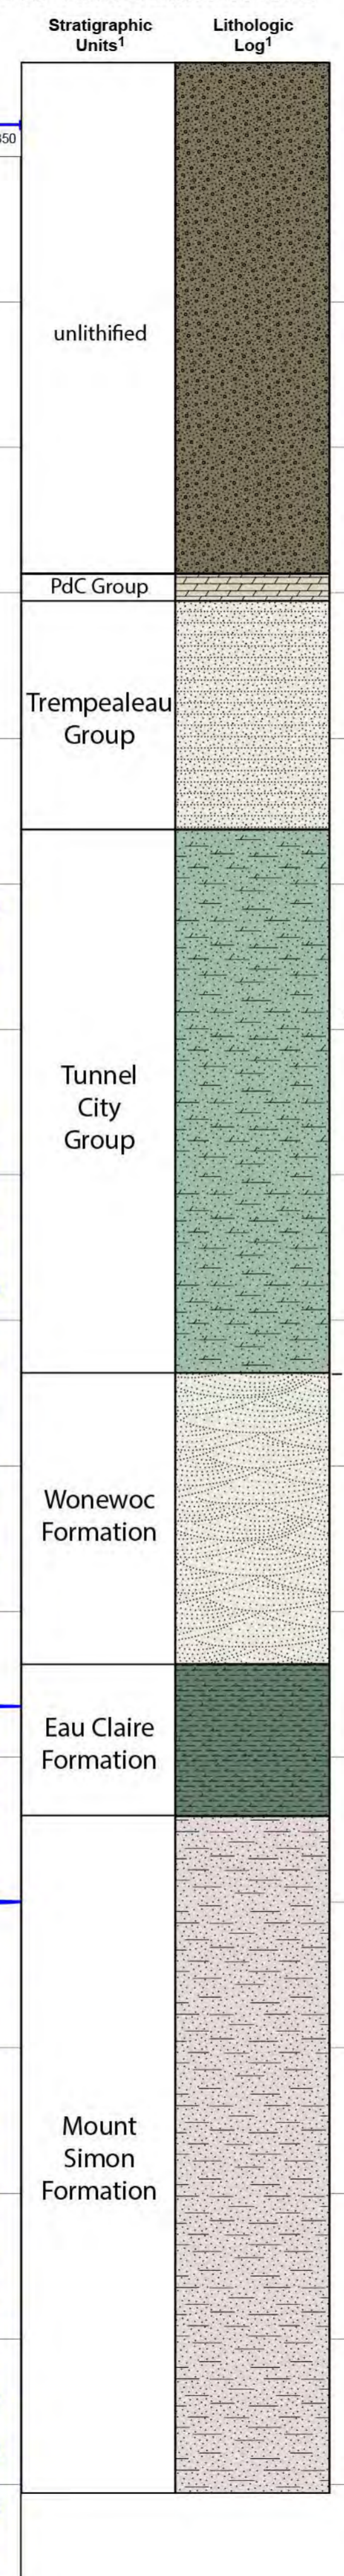 Stratigraphic
Units1
Lithologic
Log1
unlithified
PdC Group
Trempealeau
Group
Tunnel
City
Group
Wonewoc
Formation
Eau Claire
Formation
Mount
Simon
Formation